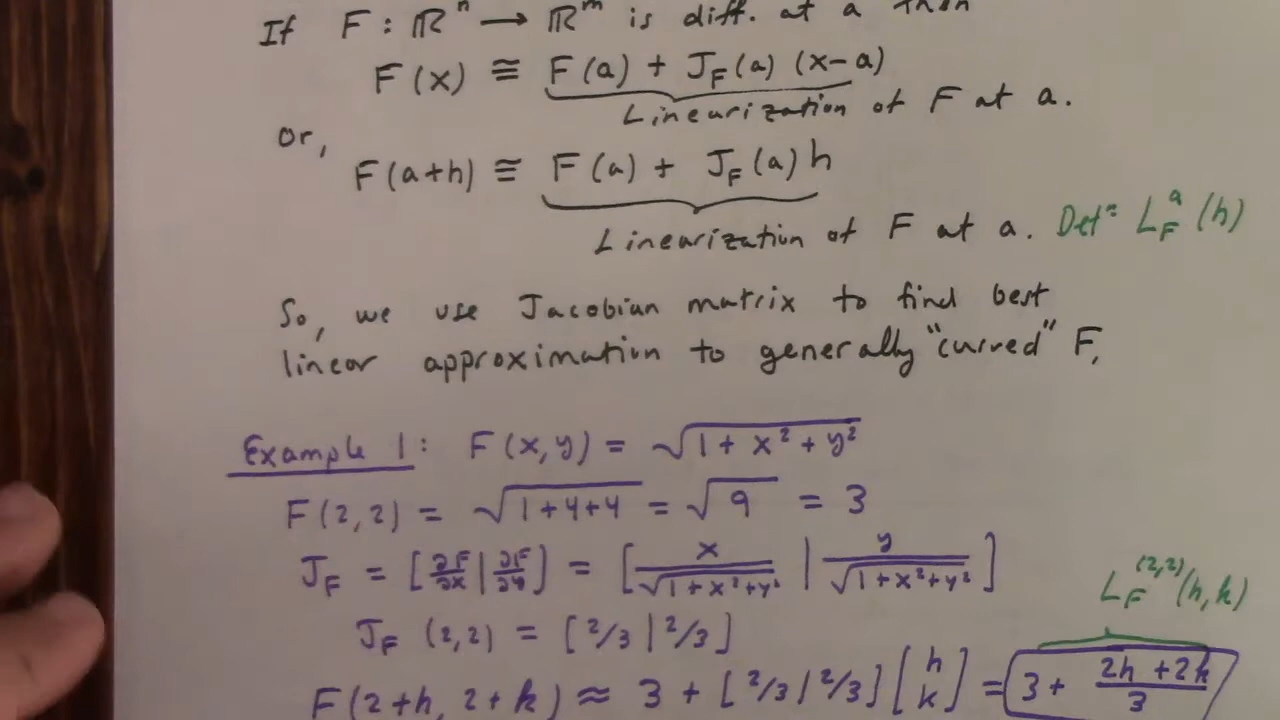 If F : ℝⁿ → ℝᵐ is diff. at a then
F(x) ≅ F(a) + J_F(a) (x-a)
Linearization of F at a.
or,
F(a+h) ≅ F(a) + J_F(a) h
Linearization of F at a. Detⁿ L_F^a (h)
So, we use Jacobian matrix to find best
linear approximation to generally "curved" F.
Example 1: F(x,y) = √(1 + x² + y²)
F(2,2) = √(1+4+4) = √9 = 3
J_F = [∂F/∂x | ∂F/∂y] = [x/√(1+x²+y²) | y/√(1+x²+y²)]
J_F (2,2) = [2/3 | 2/3]
L_F^(2,2) (h,k)
F(2+h, 2+k) ≈ 3 + [2/3 | 2/3] [h k] = 3 + (2h+2k)/3